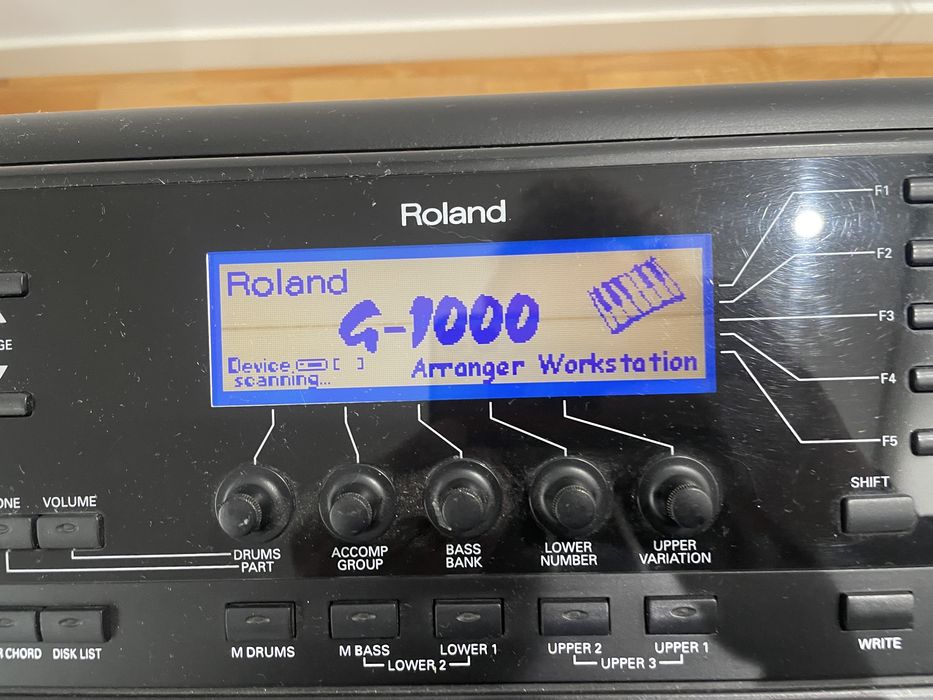 Roland
F1
F2
F3
F4
F5
Roland
G-1000
Device [ ]
scanning...
Arranger Workstation
VOLUME
SHIFT
DRUMS
PART
ACCOMP
GROUP
BASS
BANK
LOWER
NUMBER
UPPER
VARIATION
CHORD
DISK LIST
M DRUMS
M BASS
LOWER 1
LOWER 2
UPPER 2
UPPER 1
UPPER 3
WRITE